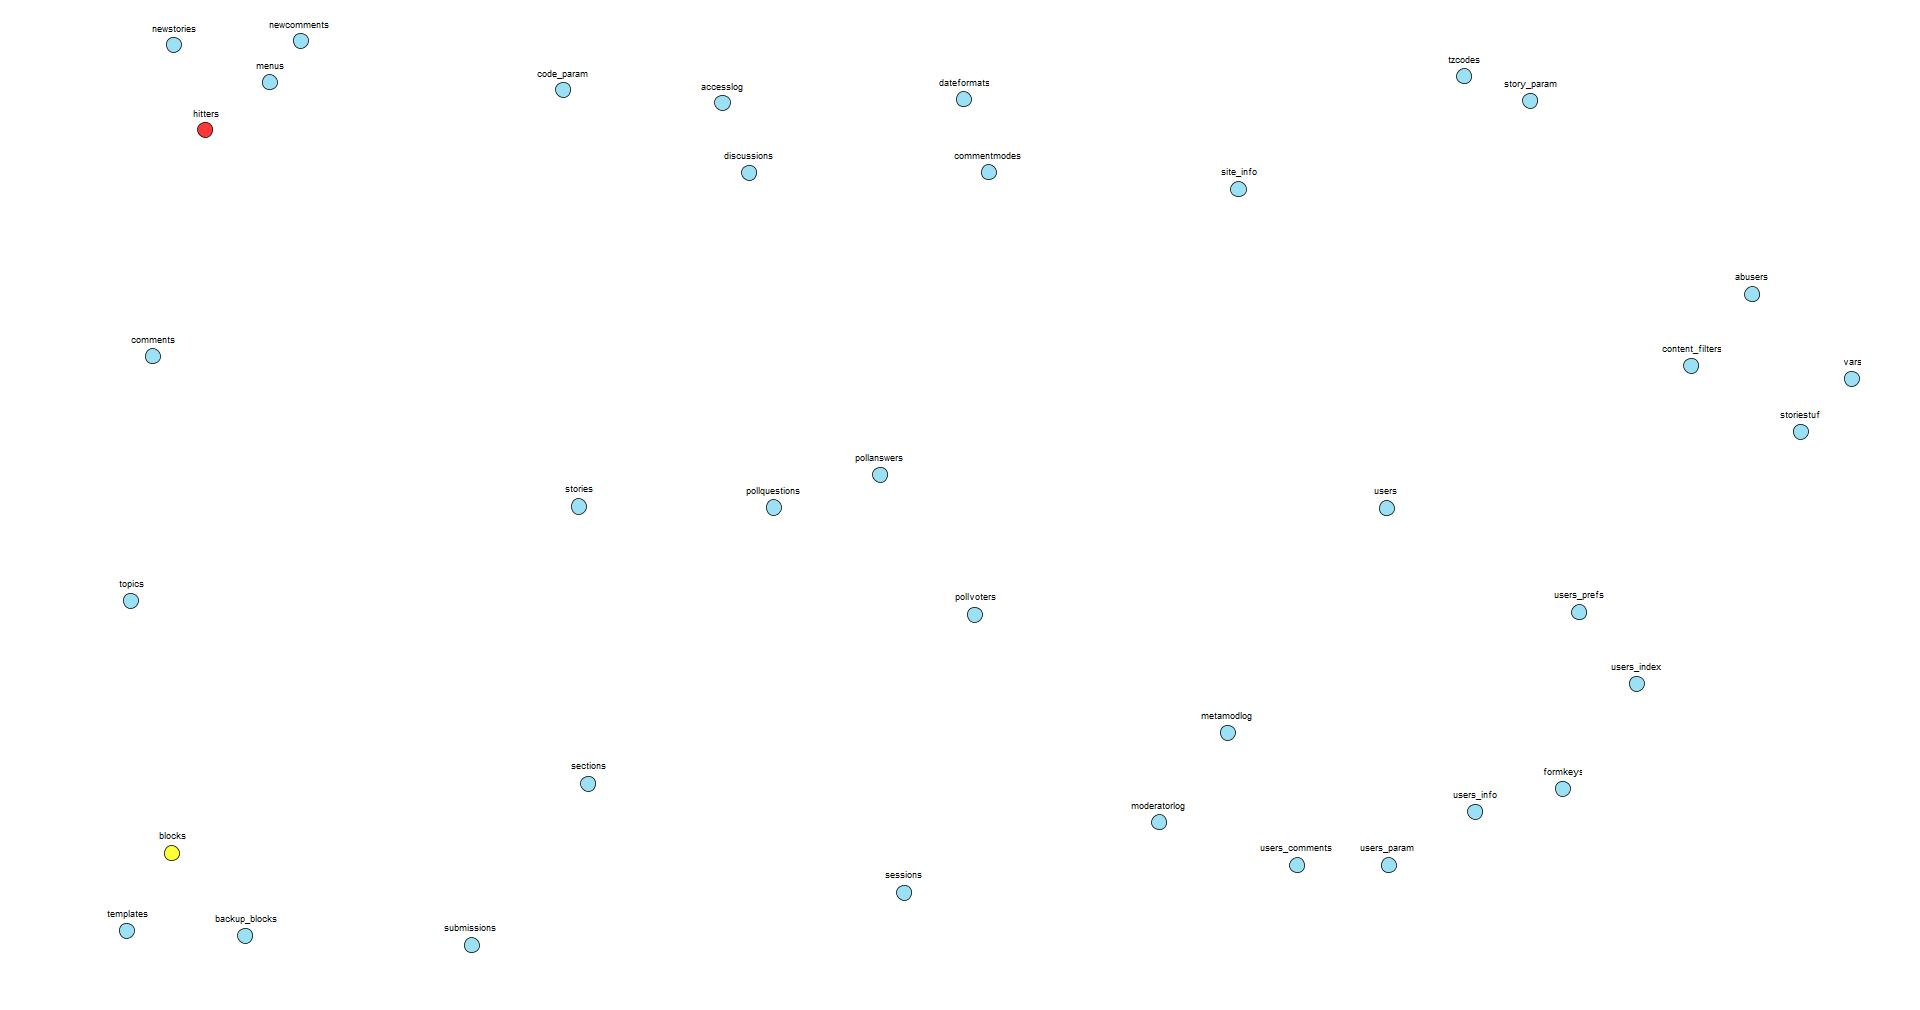 newstories
newcomments
menus
hitters
code_param
accesslog
dateformats
tzcodes
story_param
discussions
commentmodes
site_info
abusers
comments
content_filters
vars
storiestuf
pollanswers
stories
pollquestions
users
topics
pollvoters
users_prefs
users_index
metamodlog
sections
formkeys
users_info
moderatorlog
blocks
users_comments
users_param
sessions
templates
backup_blocks
submissions